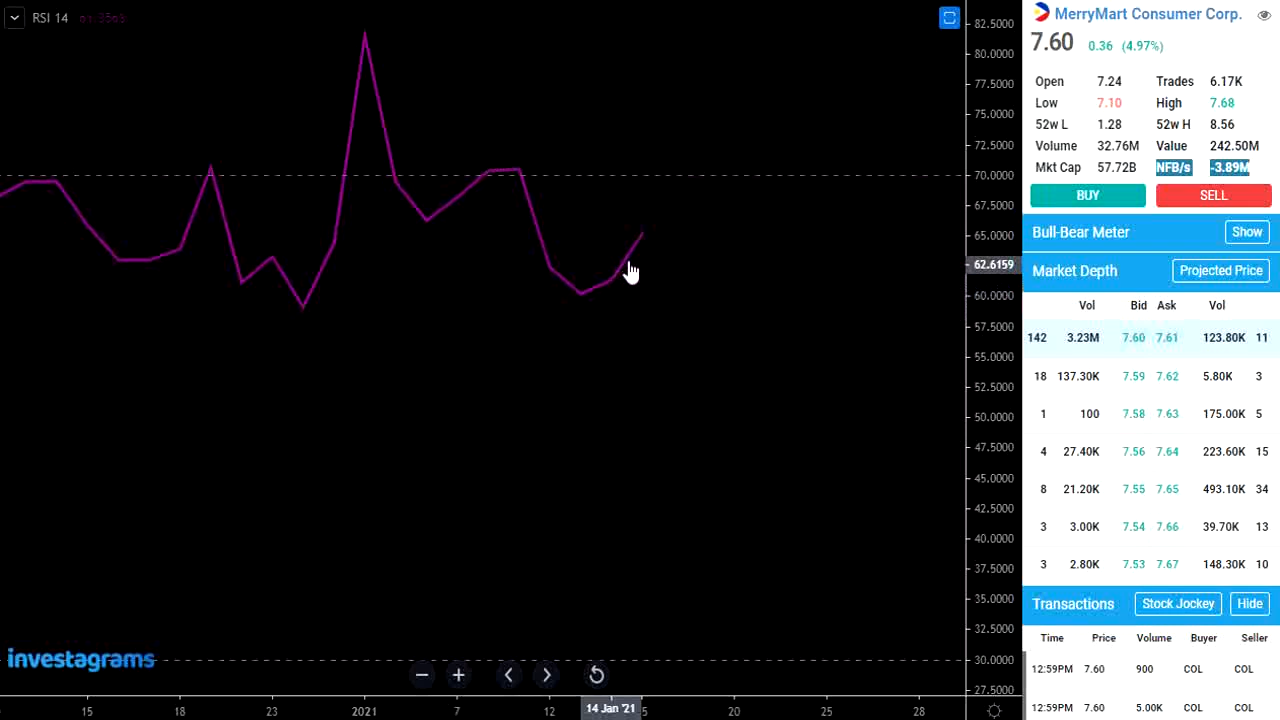 RSI 14
82.5000
80.0000
77.5000
75.0000
72.5000
70.0000
67.5000
65.0000
62.6159
60.0000
57.5000
55.0000
52.5000
50.0000
47.5000
45.0000
42.5000
40.0000
37.5000
35.0000
32.5000
30.0000
27.5000
investagrams
15 18 23 2021 7 12 14 Jan '21 5 20 25 28
MerryMart Consumer Corp.
7.60 0.36 (4.97%)
Open 7.24 Trades 6.17K
Low 7.10 High 7.68
52w L 1.28 52w H 8.56
Volume 32.76M Value 242.50M
Mkt Cap 57.72B NFB/s -3.89M
BUY SELL
Bull-Bear Meter Show
Market Depth Projected Price
Vol Bid Ask Vol
142 3.23M 7.60 7.61 123.80K 11
18 137.30K 7.59 7.62 5.80K 3
1 100 7.58 7.63 175.00K 5
4 27.40K 7.56 7.64 223.60K 15
8 21.20K 7.55 7.65 493.10K 34
3 3.00K 7.54 7.66 39.70K 13
3 2.80K 7.53 7.67 148.30K 10
Transactions Stock Jockey Hide
Time Price Volume Buyer Seller
12:59PM 7.60 900 COL COL
12:59PM 7.60 5.00K COL COL